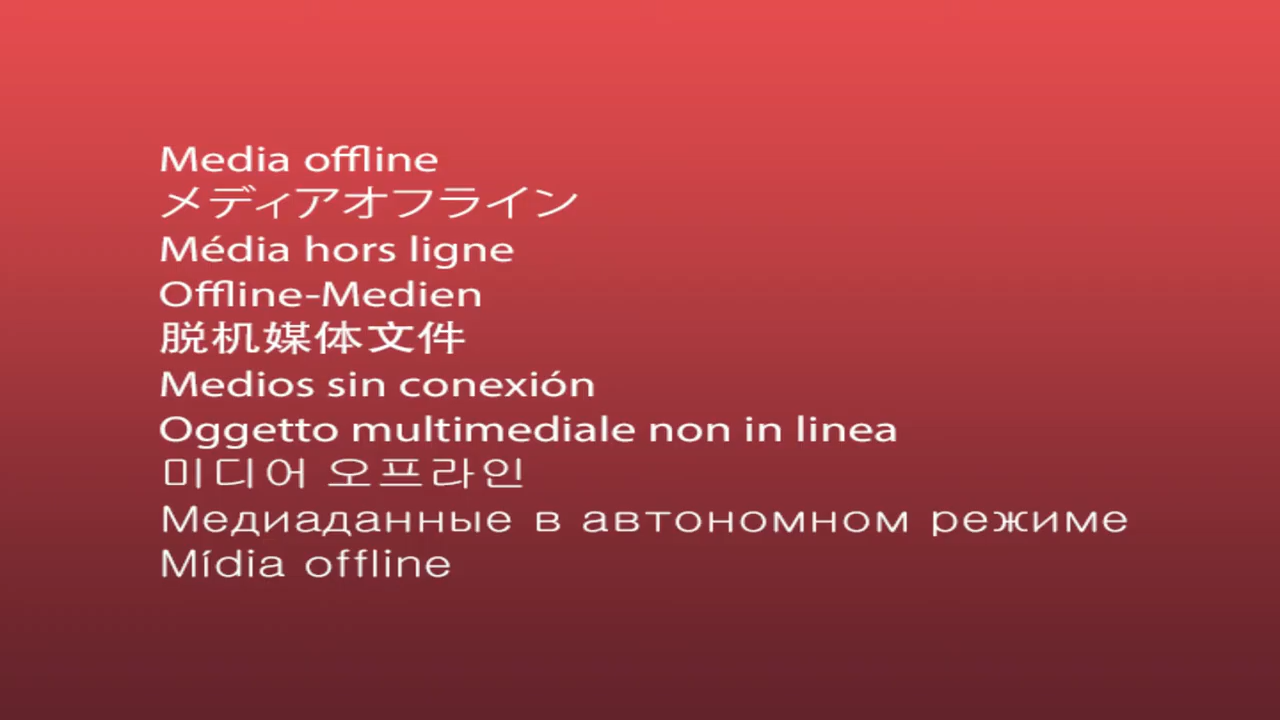 Media offline
メディアオフライン
Média hors ligne
Offline-Medien
脱机媒体文件
Medios sin conexión
Oggetto multimediale non in linea
미디어 오프라인
Медиаданные в автономном режиме
Mídia offline